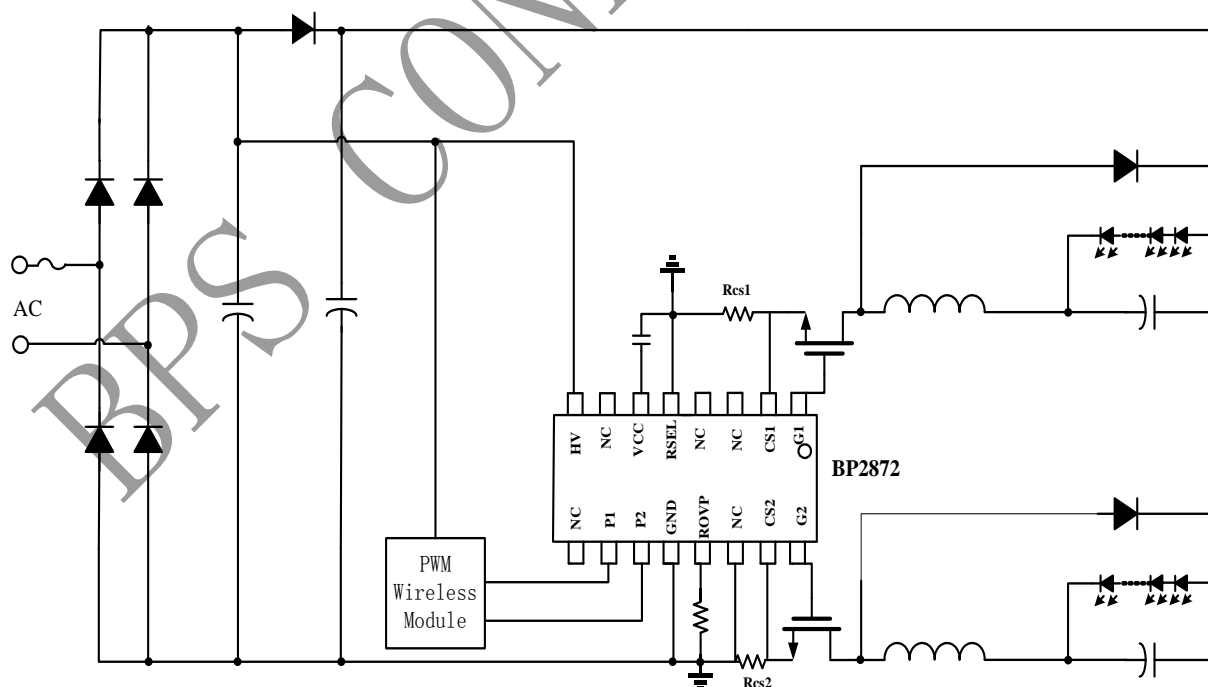 BPS CON
AC
Rcs1
HV
NC
VCC
RSEL
NC
NC
CS1
G1
BP2872
NC
P1
P2
GND
ROVP
NC
CS2
G2
PWM
Wireless
Module
Rcs2